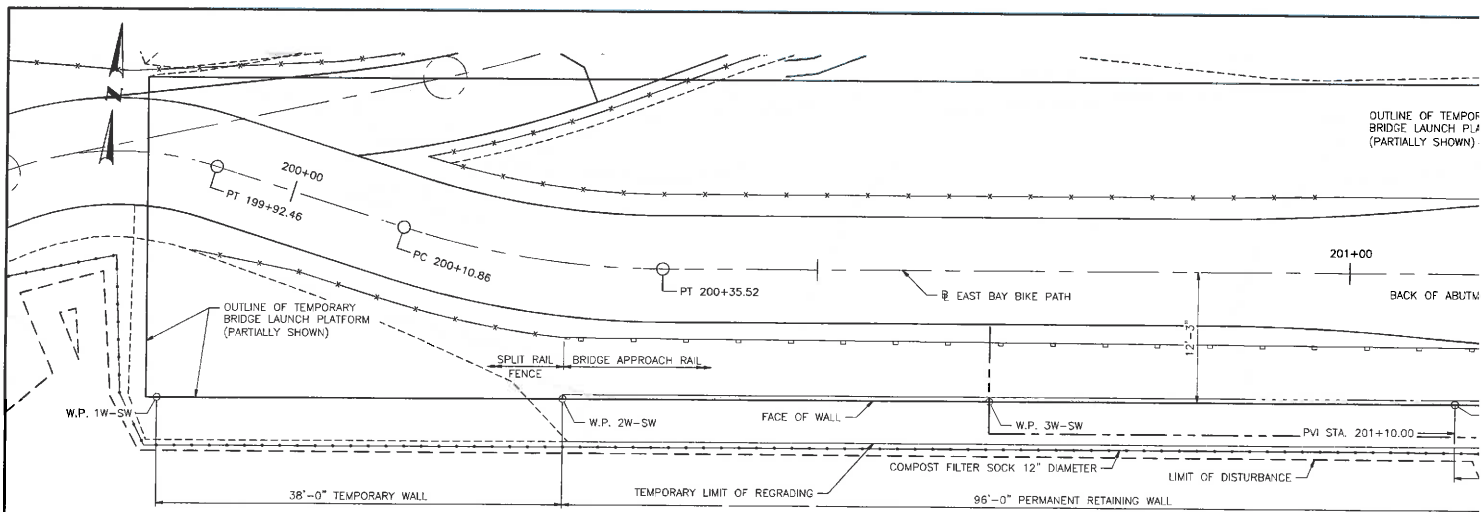 N
OUTLINE OF TEMPOR
BRIDGE LAUNCH PLA
(PARTIALLY SHOWN)
200+00
PT 199+92.46
PC 200+10.86
PT 200+35.52
201+00
EAST BAY BIKE PATH
BACK OF ABUTM
OUTLINE OF TEMPORARY
BRIDGE LAUNCH PLATFORM
(PARTIALLY SHOWN)
12'-3"
SPLIT RAIL
FENCE
BRIDGE APPROACH RAIL
W.P. 1W-SW
W.P. 2W-SW
FACE OF WALL
W.P. 3W-SW
PVI STA. 201+10.00
COMPOST FILTER SOCK 12" DIAMETER
LIMIT OF DISTURBANCE
38'-0" TEMPORARY WALL
TEMPORARY LIMIT OF REGRADING
96'-0" PERMANENT RETAINING WALL